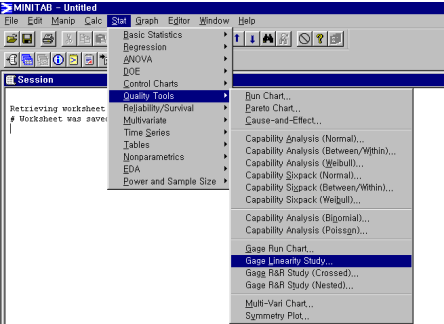 MINITAB - Untitled
File Edit Manip Calc Stat Graph Editor Window Help
Session
Retrieving worksheet
# Worksheet was saved
Basic Statistics
Regression
ANOVA
DOE
Control Charts
Quality Tools
Reliability/Survival
Multivariate
Time Series
Tables
Nonparametrics
EDA
Power and Sample Size
Run Chart...
Pareto Chart...
Cause-and-Effect...
Capability Analysis (Normal)...
Capability Analysis (Between/Within)...
Capability Analysis (Weibull)...
Capability Sixpack (Normal)...
Capability Sixpack (Between/Within)...
Capability Sixpack (Weibull)...
Capability Analysis (Binomial)...
Capability Analysis (Poisson)...
Gage Run Chart...
Gage Linearity Study...
Gage R&R Study (Crossed)...
Gage R&R Study (Nested)...
Multi-Vari Chart...
Symmetry Plot...